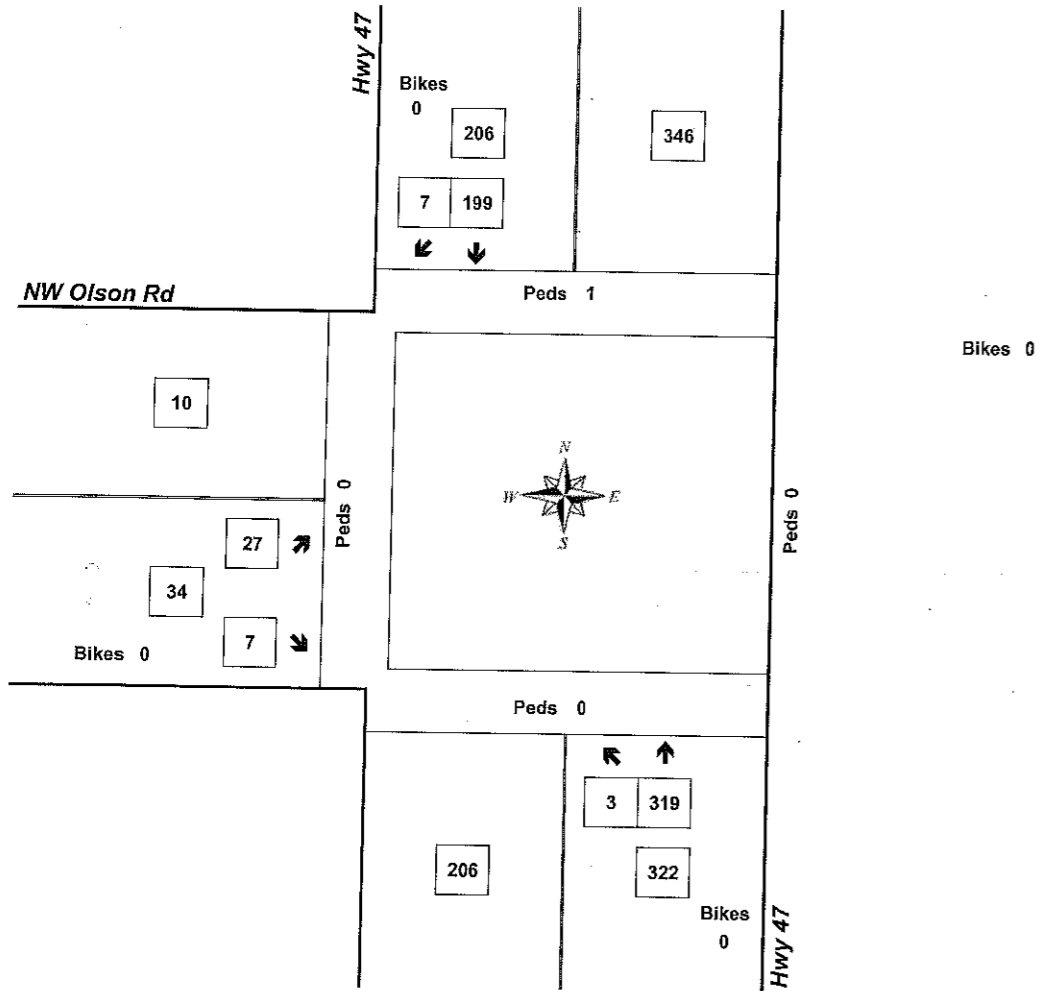 Hwy 47
Bikes
0
206
346
7 199
NW Olson Rd
Peds 1
Bikes 0
10
N
W E
S
Peds 0
Peds 0
27
34
7
Bikes 0
Peds 0
3 319
206
322
Bikes
0
Hwy 47